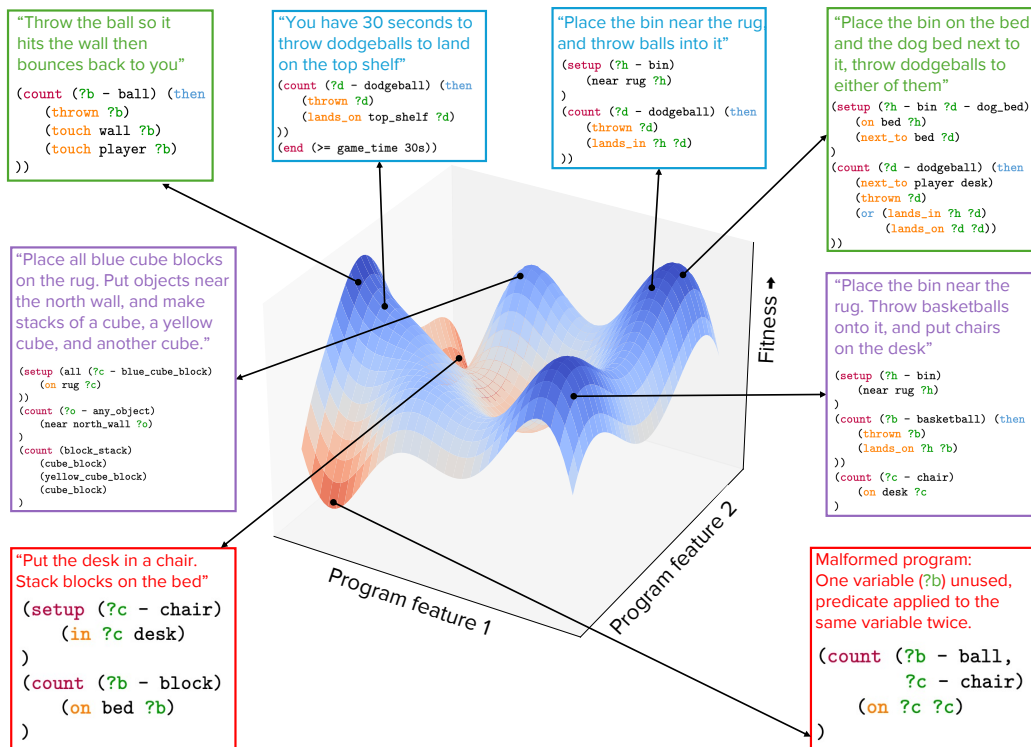 “Throw the ball so it
hits the wall then
bounces back to you”
(count (?b - ball) (then
(thrown ?b)
(touch wall ?b)
(touch player ?b)
))
“You have 30 seconds to
throw dodgeballs to land
on the top shelf”
(count (?d - dodgeball) (then
(thrown ?d)
(lands_on top_shelf ?d)
))
(end (>= game_time 30s))
“Place the bin near the rug,
and throw balls into it”
(setup (?h - bin)
(near rug ?h)
)
(count (?d - dodgeball) (then
(thrown ?d)
(lands_in ?h ?d)
))
“Place the bin on the bed
and the dog bed next to
it, throw dodgeballs to
either of them”
(setup (?h - bin ?d - dog_bed)
(on bed ?h)
(next_to bed ?d)
)
(count (?d - dodgeball) (then
(next_to player desk)
(thrown ?d)
(or (lands_in ?h ?d)
(lands_on ?d ?d))
))
“Place all blue cube blocks
on the rug. Put objects near
the north wall, and make
stacks of a cube, a yellow
cube, and another cube.”
(setup (all (?c - blue_cube_block)
(on rug ?c)
))
(count (?o - any_object)
(near north_wall ?o)
)
(count (block_stack)
(cube_block)
(yellow_cube_block)
(cube_block)
)
“Place the bin near the
rug. Throw basketballs
onto it, and put chairs
on the desk”
(setup (?h - bin)
(near rug ?h)
)
(count (?b - basketball) (then
(thrown ?b)
(lands_on ?h ?b)
))
(count (?c - chair)
(on desk ?c
)
Fitness →
Program feature 1
Program feature 2
“Put the desk in a chair.
Stack blocks on the bed”
(setup (?c - chair)
(in ?c desk)
)
(count (?b - block)
(on bed ?b)
)
Malformed program:
One variable (?b) unused,
predicate applied to the
same variable twice.
(count (?b - ball,
?c - chair)
(on ?c ?c)
)